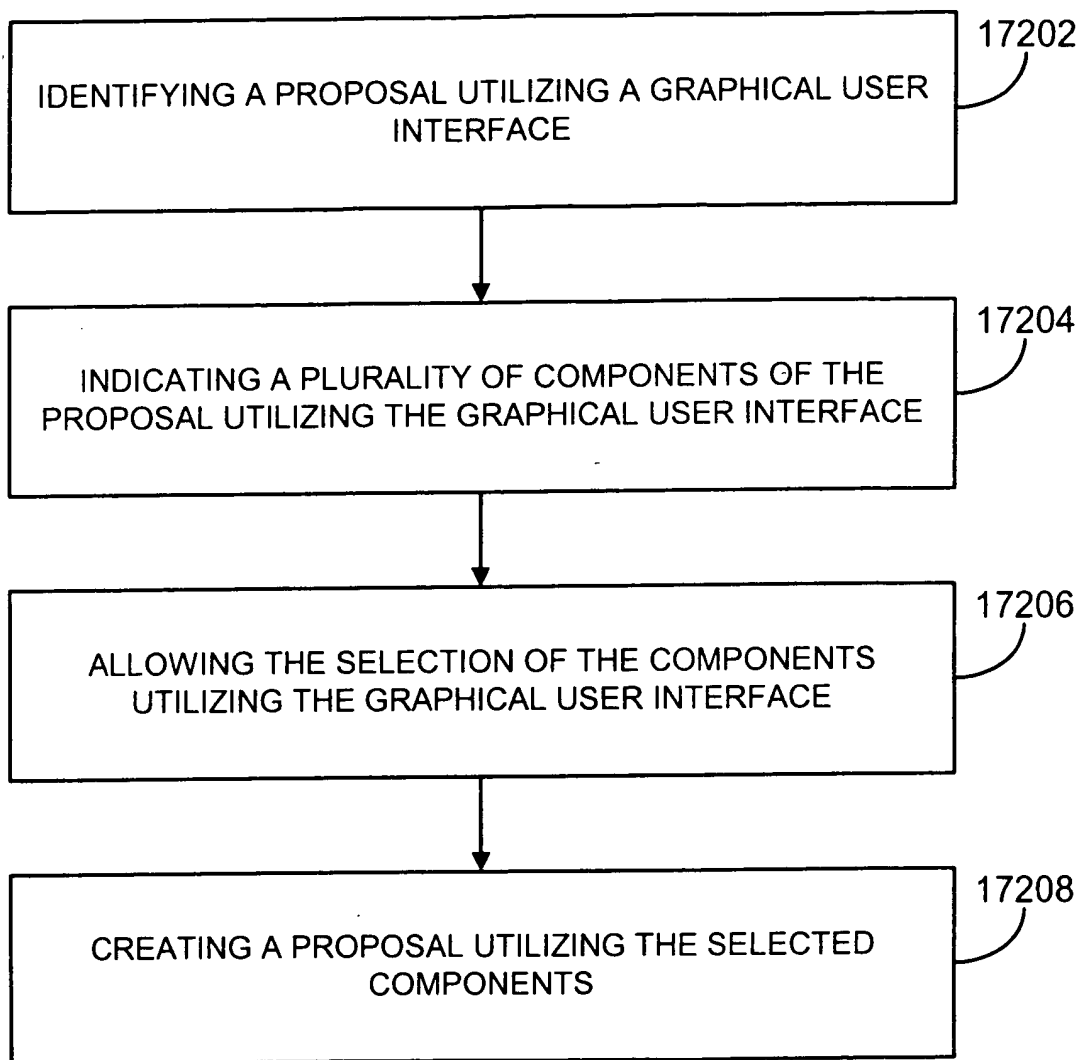 17202
IDENTIFYING A PROPOSAL UTILIZING A GRAPHICAL USER
INTERFACE
17204
INDICATING A PLURALITY OF COMPONENTS OF THE
PROPOSAL UTILIZING THE GRAPHICAL USER INTERFACE
17206
ALLOWING THE SELECTION OF THE COMPONENTS
UTILIZING THE GRAPHICAL USER INTERFACE
17208
CREATING A PROPOSAL UTILIZING THE SELECTED
COMPONENTS